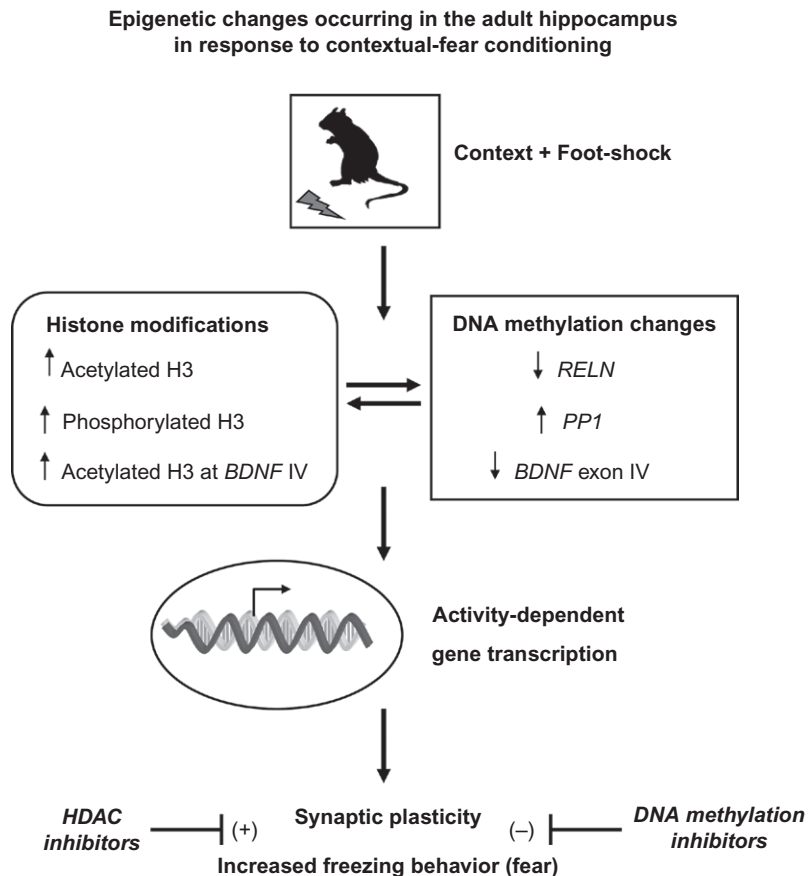 Epigenetic changes occurring in the adult hippocampus
in response to contextual-fear conditioning
Context + Foot-shock
Histone modifications
↑ Acetylated H3
↑ Phosphorylated H3
↑ Acetylated H3 at BDNF IV
DNA methylation changes
↓ RELN
↑ PP1
↓ BDNF exon IV
Activity-dependent
gene transcription
HDAC
inhibitors
(+)
Synaptic plasticity
(–)
DNA methylation
inhibitors
Increased freezing behavior (fear)